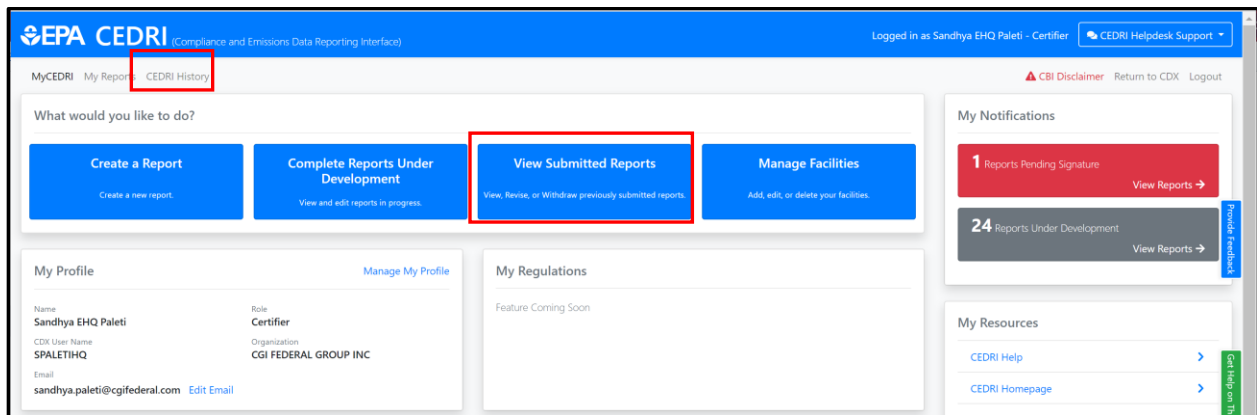 EPA CEDRI (Compliance and Emissions Data Reporting Interface)
Logged in as Sandhya EHQ Paleti - Certifier
CEDRI Helpdesk Support
MyCEDRI My Reports CEDRI History
CBI Disclaimer Return to CDX Logout
What would you like to do?
Create a Report
Create a new report.
Complete Reports Under
Development
View and edit reports in progress.
View Submitted Reports
View, Revise, or Withdraw previously submitted reports.
Manage Facilities
Add, edit, or delete your facilities.
My Notifications
1 Reports Pending Signature
View Reports →
24 Reports Under Development
View Reports →
Provide Feedback
My Profile
Manage My Profile
Name
Sandhya EHQ Paleti
Role
Certifier
CDX User Name
SPALETIHQ
Organization
CGI FEDERAL GROUP INC
Email
sandhya.paleti@cgifederal.com Edit Email
My Regulations
Feature Coming Soon
My Resources
CEDRI Help
CEDRI Homepage
Get Help on Th